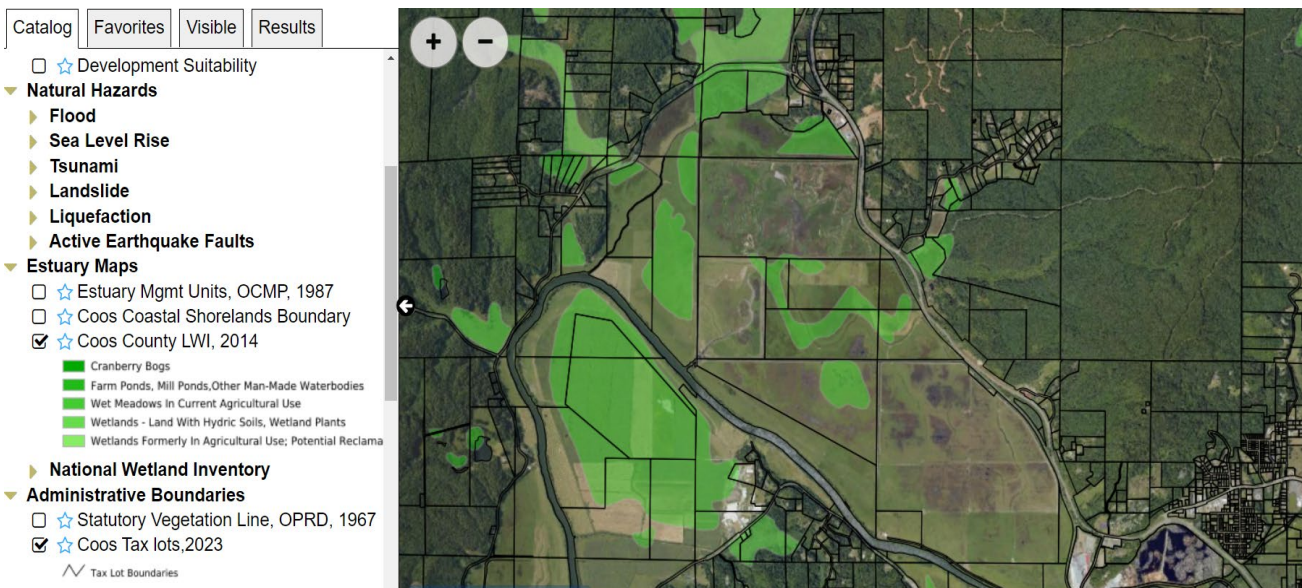 Catalog Favorites Visible Results
Development Suitability
Natural Hazards
Flood
Sea Level Rise
Tsunami
Landslide
Liquefaction
Active Earthquake Faults
Estuary Maps
Estuary Mgmt Units, OCMP, 1987
Coos Coastal Shorelands Boundary
Coos County LWI, 2014
Cranberry Bogs
Farm Ponds, Mill Ponds,Other Man-Made Waterbodies
Wet Meadows In Current Agricultural Use
Wetlands - Land With Hydric Soils, Wetland Plants
Wetlands Formerly In Agricultural Use; Potential Reclama
National Wetland Inventory
Administrative Boundaries
Statutory Vegetation Line, OPRD, 1967
Coos Tax lots,2023
Tax Lot Boundaries